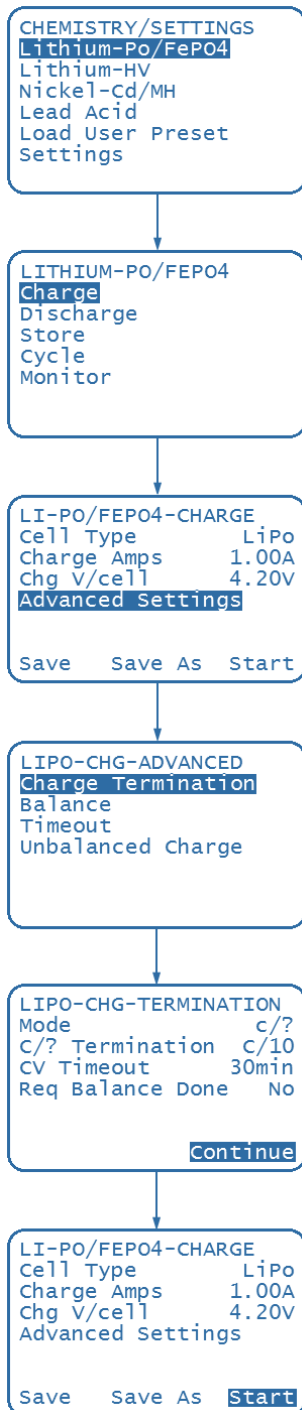 CHEMISTRY/SETTINGS
Lithium-Po/FePO4
Lithium-HV
Nickel-Cd/MH
Lead Acid
Load User Preset
Settings
LITHIUM-PO/FEPO4
Charge
Discharge
Store
Cycle
Monitor
LI-PO/FEPO4-CHARGE
Cell Type LiPo
Charge Amps 1.00A
Chg V/cell 4.20V
Advanced Settings
Save Save As Start
LIPO-CHG-ADVANCED
Charge Termination
Balance
Timeout
Unbalanced Charge
LIPO-CHG-TERMINATION
Mode c/?
C/? Termination C/10
CV Timeout 30min
Req Balance Done No
Continue
LI-PO/FEPO4-CHARGE
Cell Type LiPo
Charge Amps 1.00A
Chg V/cell 4.20V
Advanced Settings
Save Save As Start